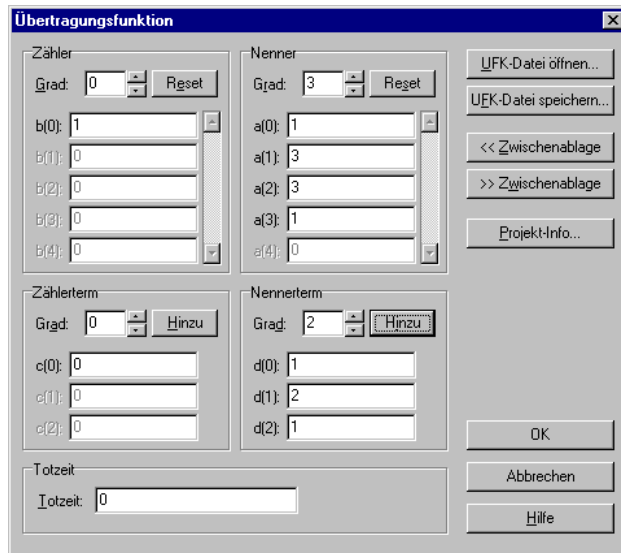 Übertragungsfunktion
Zähler
Grad: 0 Reset
b(0): 1
b(1): 0
b(2): 0
b(3): 0
b(4): 0
Nenner
Grad: 3 Reset
a(0): 1
a(1): 3
a(2): 3
a(3): 1
a(4): 0
UFK-Datei öffnen...
UFK-Datei speichern...
<< Zwischenablage
>> Zwischenablage
Projekt-Info...
Zählerterm
Grad: 0 Hinzu
c(0): 0
c(1): 0
c(2): 0
Nennerterm
Grad: 2 Hinzu
d(0): 1
d(1): 2
d(2): 1
Totzeit
Totzeit: 0
OK
Abbrechen
Hilfe